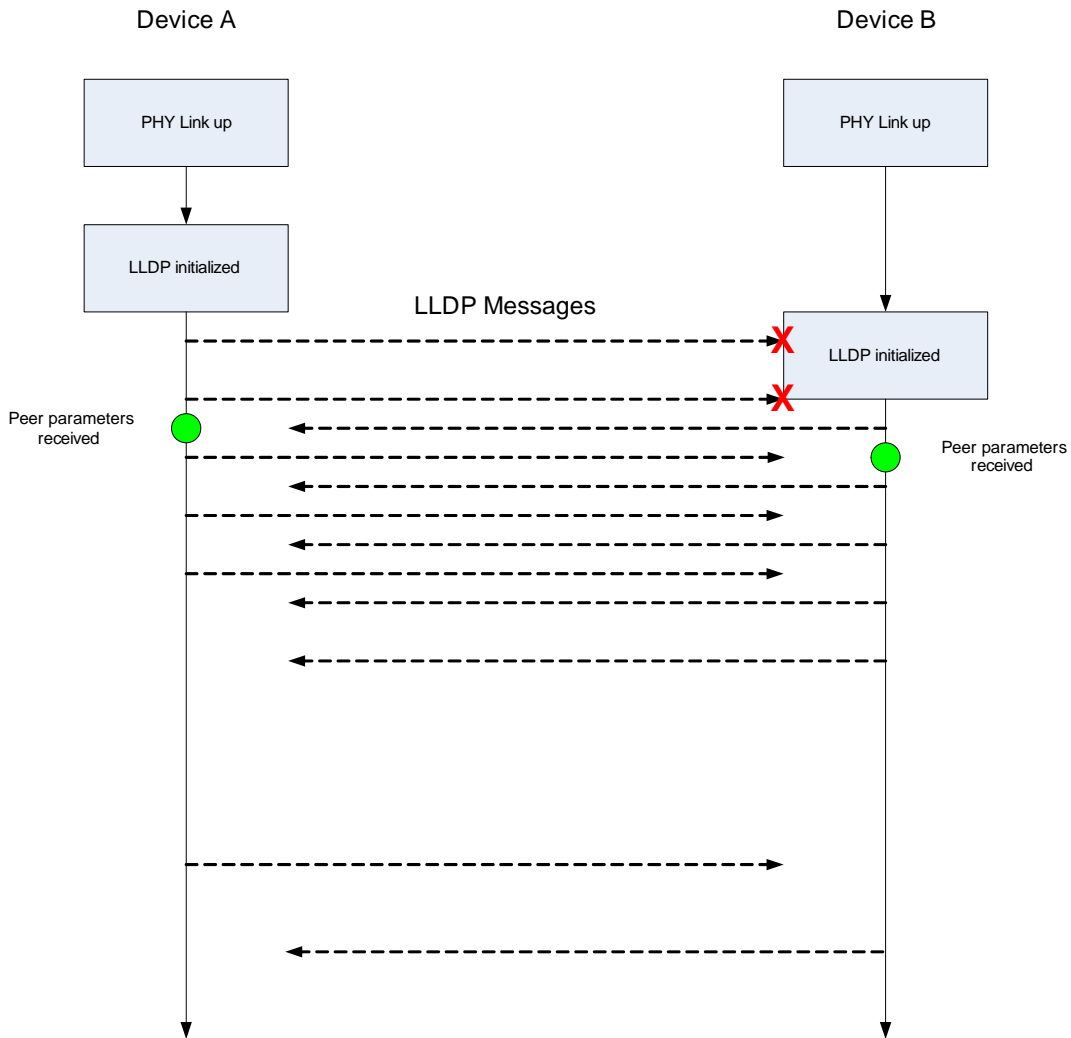 Device A
Device B
PHY Link up
PHY Link up
LLDP initialized
LLDP Messages
LLDP initialized
X
X
Peer parameters
received
Peer parameters
received